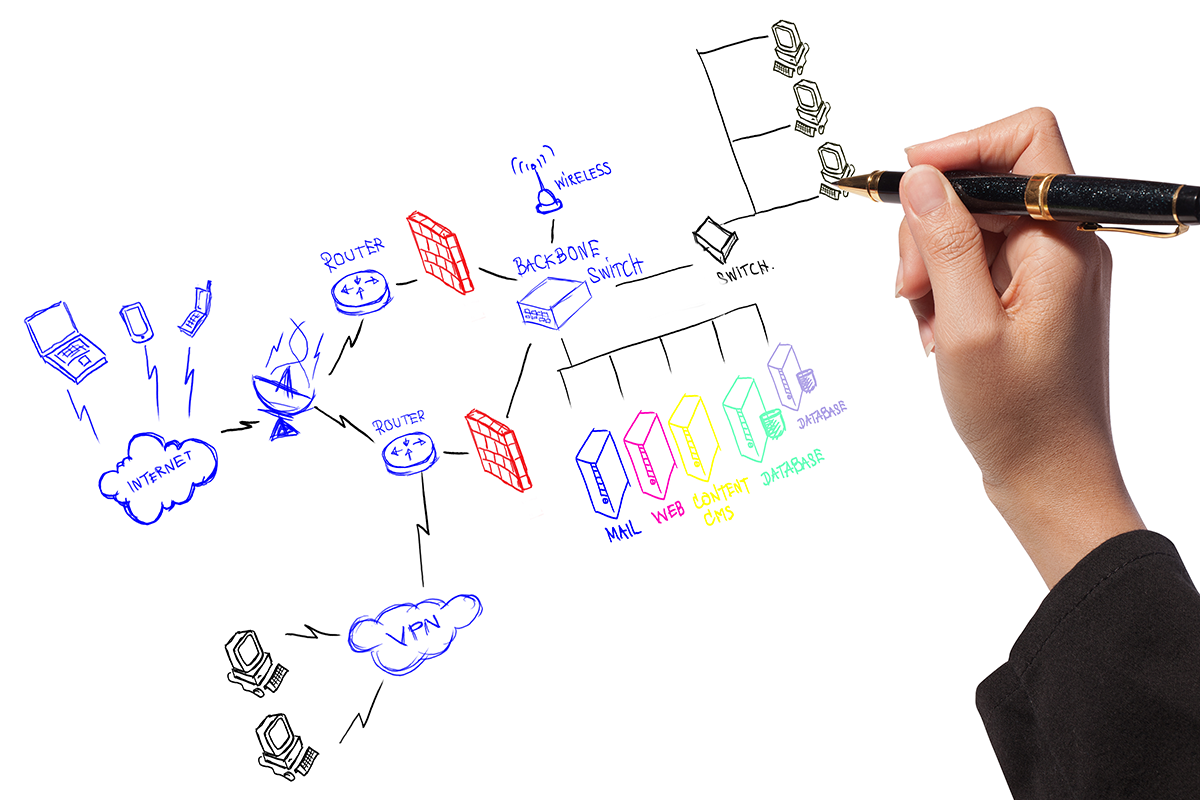 WIRELESS
ROUTER
BACKBONE
SWITCH
SWITCH.
INTERNET
ROUTER
DATABASE
DATABASE
CONTENT
CMS
WEB
MAIL
VPN